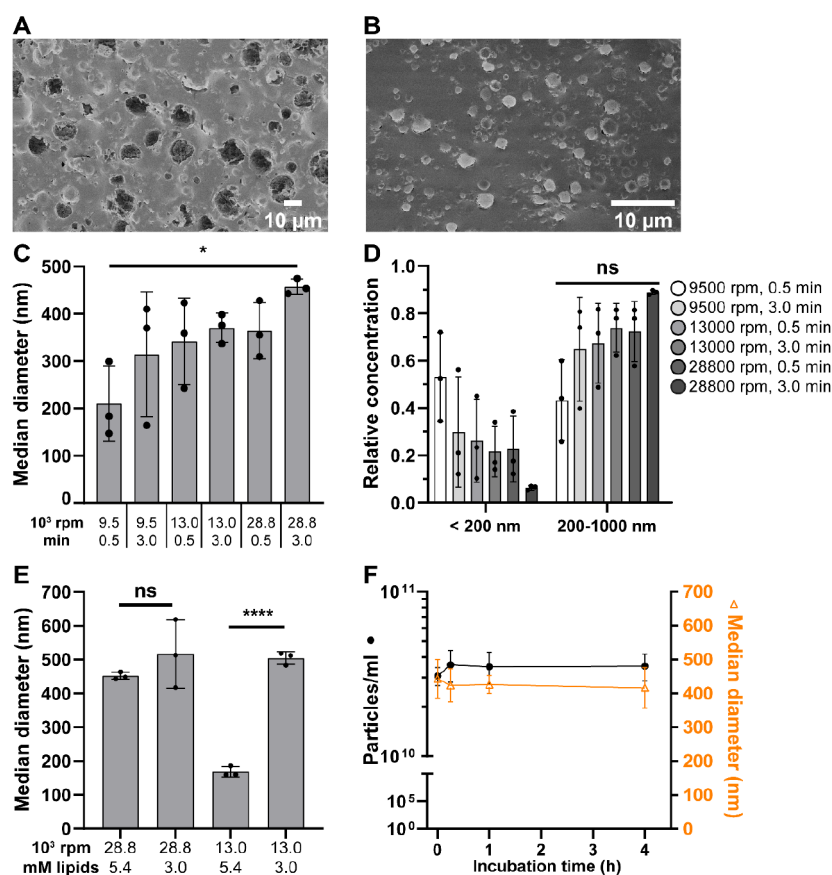 A
10 µm
B
10 µm
C
Median diameter (nm)
500
400
300
200
100
0
*
10³ rpm 9.5 9.5 13.0 13.0 28.8 28.8
min 0.5 3.0 0.5 3.0 0.5 3.0
D
Relative concentration
1.0
0.8
0.6
0.4
0.2
0.0
ns
< 200 nm 200-1000 nm
9500 rpm, 0.5 min
9500 rpm, 3.0 min
13000 rpm, 0.5 min
13000 rpm, 3.0 min
28800 rpm, 0.5 min
28800 rpm, 3.0 min
E
Median diameter (nm)
700
600
500
400
300
200
100
0
ns
****
10³ rpm 28.8 28.8 13.0 13.0
mM lipids 5.4 3.0 5.4 3.0
F
Particles/ml
10¹¹
10¹⁰
10⁵
10⁰
0 1 2 3 4
Incubation time (h)
700
600
500
400
300
200
100
0
Median diameter (nm)